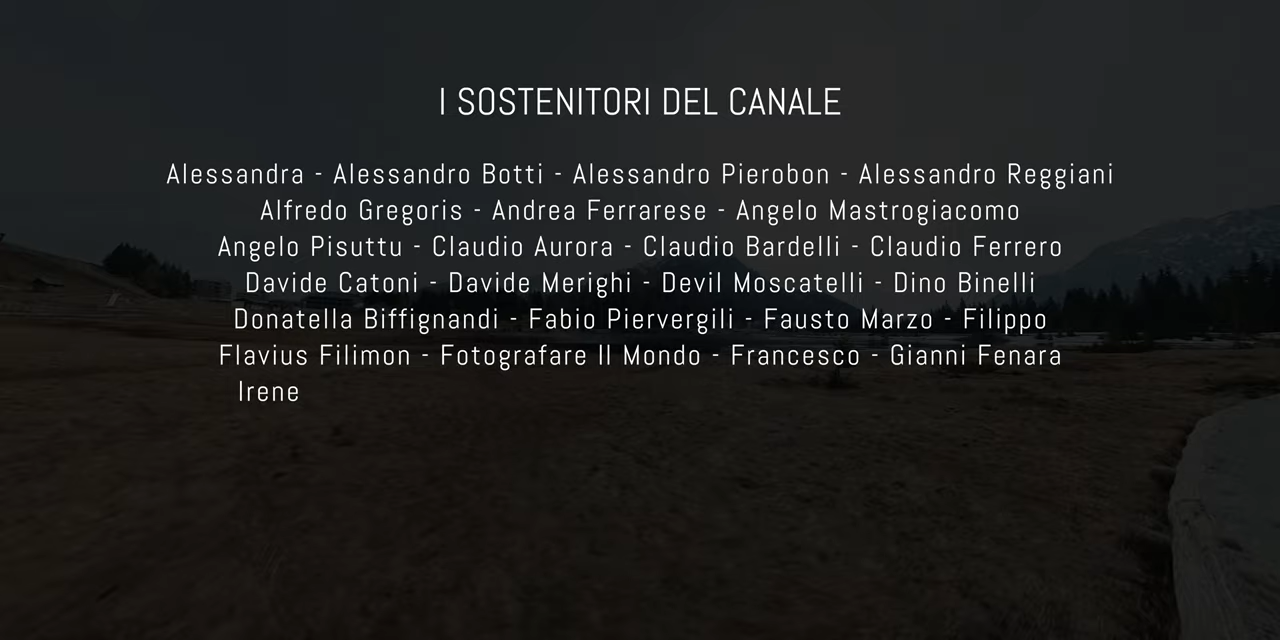 I SOSTENITORI DEL CANALE
Alessandra - Alessandro Botti - Alessandro Pierobon - Alessandro Reggiani
Alfredo Gregoris - Andrea Ferrarese - Angelo Mastrogiacomo
Angelo Pisuttu - Claudio Aurora - Claudio Bardelli - Claudio Ferrero
Davide Catoni - Davide Merighi - Devil Moscatelli - Dino Binelli
Donatella Biffignandi - Fabio Piervergili - Fausto Marzo - Filippo
Flavius Filimon - Fotografare Il Mondo - Francesco - Gianni Fenara
Irene